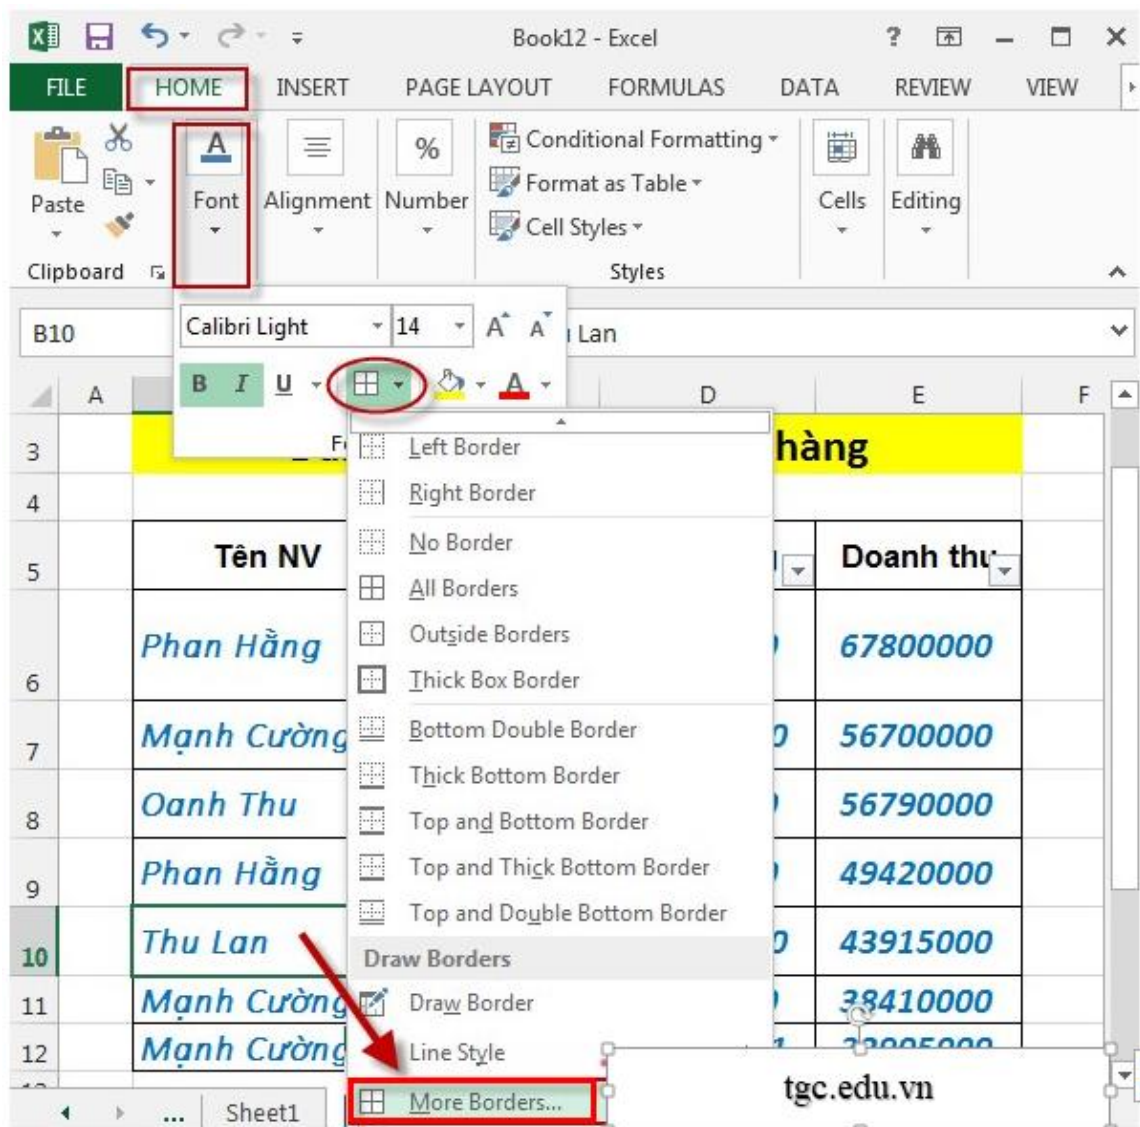 Book12 - Excel ?
FILE HOME INSERT PAGE LAYOUT FORMULAS DATA REVIEW VIEW
Paste Font Alignment Number Conditional Formatting Cells Editing
% Format as Table
Cell Styles
Clipboard Styles
B10 Calibri Light 14 A A Lan
B I U A
A D E F
3 hàng
4
5 Tên NV Doanh thu
6 Phan Hằng 67800000
7 Mạnh Cường 0 56700000
8 Oanh Thu 56790000
9 Phan Hằng 49420000
10 Thu Lan 0 43915000
11 Mạnh Cường 38410000
12 Mạnh Cường
Left Border
Right Border
No Border
All Borders
Outside Borders
Thick Box Border
Bottom Double Border
Thick Bottom Border
Top and Bottom Border
Top and Thick Bottom Border
Top and Double Bottom Border
Draw Borders
Draw Border
Line Style
More Borders...
... Sheet1
tgc.edu.vn